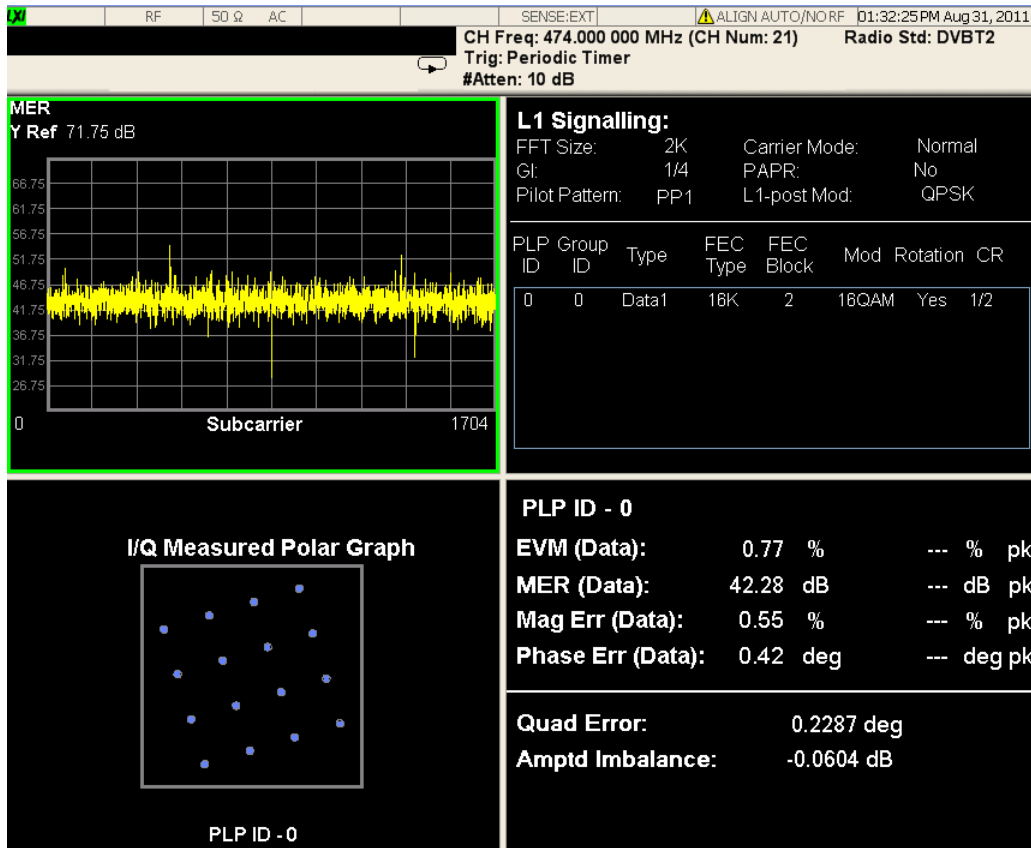 LXI RF 50 Ω AC SENSE:EXT ALIGN AUTO/NO RF 01:32:25 PM Aug 31, 2011
CH Freq: 474.000 000 MHz (CH Num: 21) Radio Std: DVBT2
Trig: Periodic Timer
#Atten: 10 dB
MER
Y Ref 71.75 dB
66.75
61.75
56.75
51.75
46.75
41.75
36.75
31.75
26.75
0 Subcarrier 1704
L1 Signalling:
FFT Size: 2K Carrier Mode: Normal
GI: 1/4 PAPR: No
Pilot Pattern: PP1 L1-post Mod: QPSK
PLP ID Group ID Type FEC Type FEC Block Mod Rotation CR
0 0 Data1 16K 2 16QAM Yes 1/2
I/Q Measured Polar Graph
PLP ID - 0
PLP ID - 0
EVM (Data): 0.77 % --- % pk
MER (Data): 42.28 dB --- dB pk
Mag Err (Data): 0.55 % --- % pk
Phase Err (Data): 0.42 deg --- deg pk
Quad Error: 0.2287 deg
Amptd Imbalance: -0.0604 dB